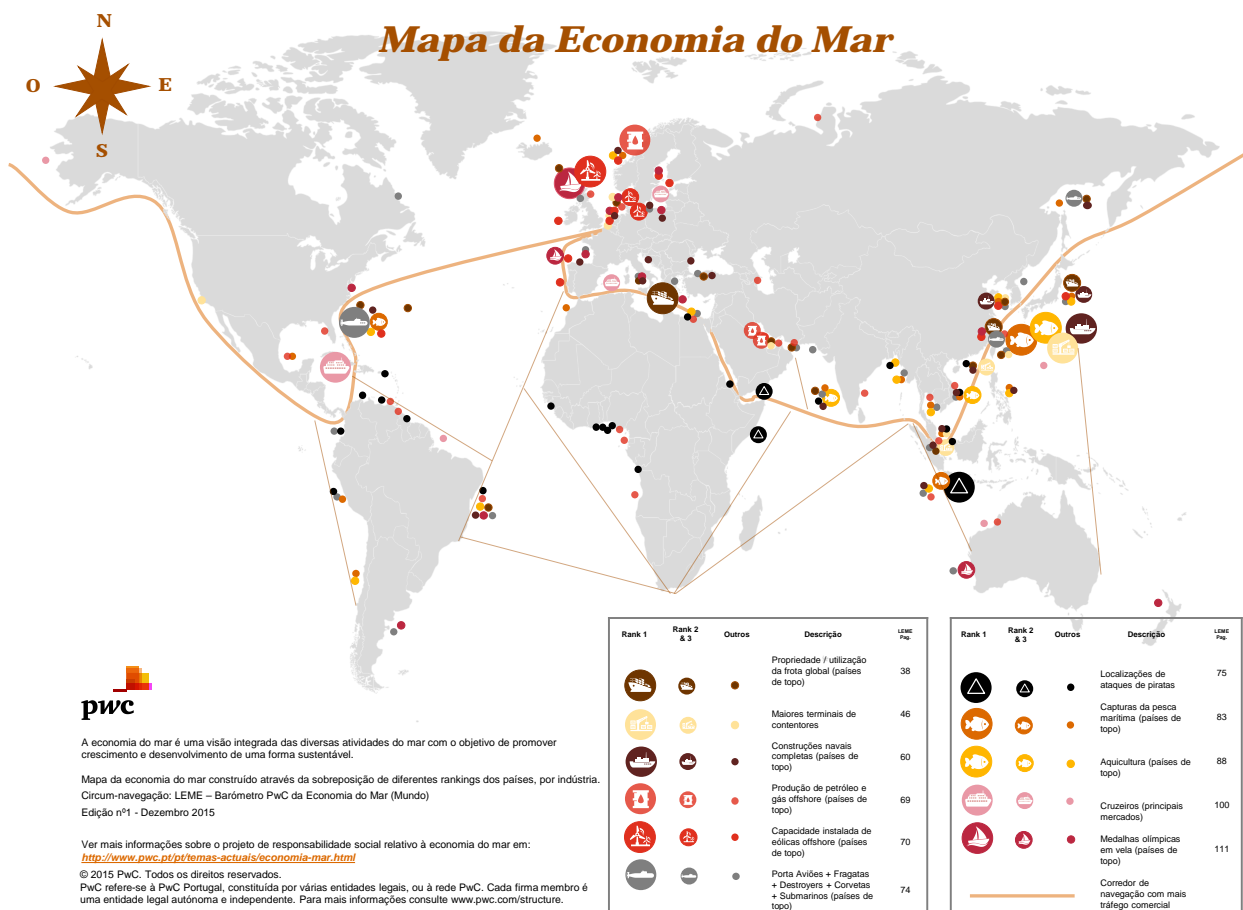 Mapa da Economia do Mar
N
O
E
S
pwc
A economia do mar é uma visão integrada das diversas atividades do mar com o objetivo de promover
crescimento e desenvolvimento de uma forma sustentável.
Mapa da economia do mar construído através da sobreposição de diferentes rankings dos países, por indústria.
Circum-navegação: LEME – Barómetro PwC da Economia do Mar (Mundo)
Edição nº1 - Dezembro 2015
Ver mais informações sobre o projeto de responsabilidade social relativo à economia do mar em:
http://www.pwc.pt/pt/temas-actuais/economia-mar.html
© 2015 PwC. Todos os direitos reservados.
PwC refere-se à PwC Portugal, constituída por várias entidades legais, ou à rede PwC. Cada firma membro é
uma entidade legal autónoma e independente. Para mais informações consulte www.pwc.com/structure.
Rank 1
Rank 2
& 3
Outros
Descrição
LEME
Pag.
Propriedade / utilização
da frota global (países
de topo)
38
Maiores terminais de
contentores
46
Construções navais
completas (países de
topo)
60
Produção de petróleo e
gás offshore (países de
topo)
69
Capacidade instalada de
eólicas offshore (países
de topo)
70
Porta Aviões + Fragatas
+ Destroyers + Corvetas
+ Submarinos (países de
topo)
74
Rank 1
Rank 2
& 3
Outros
Descrição
LEME
Pag.
Localizações de
ataques de piratas
75
Capturas da pesca
marítima (países de
topo)
83
Aquicultura (países de
topo)
88
Cruzeiros (principais
mercados)
100
Medalhas olímpicas
em vela (países de
topo)
111
Corredor de
navegação com mais
tráfego comercial